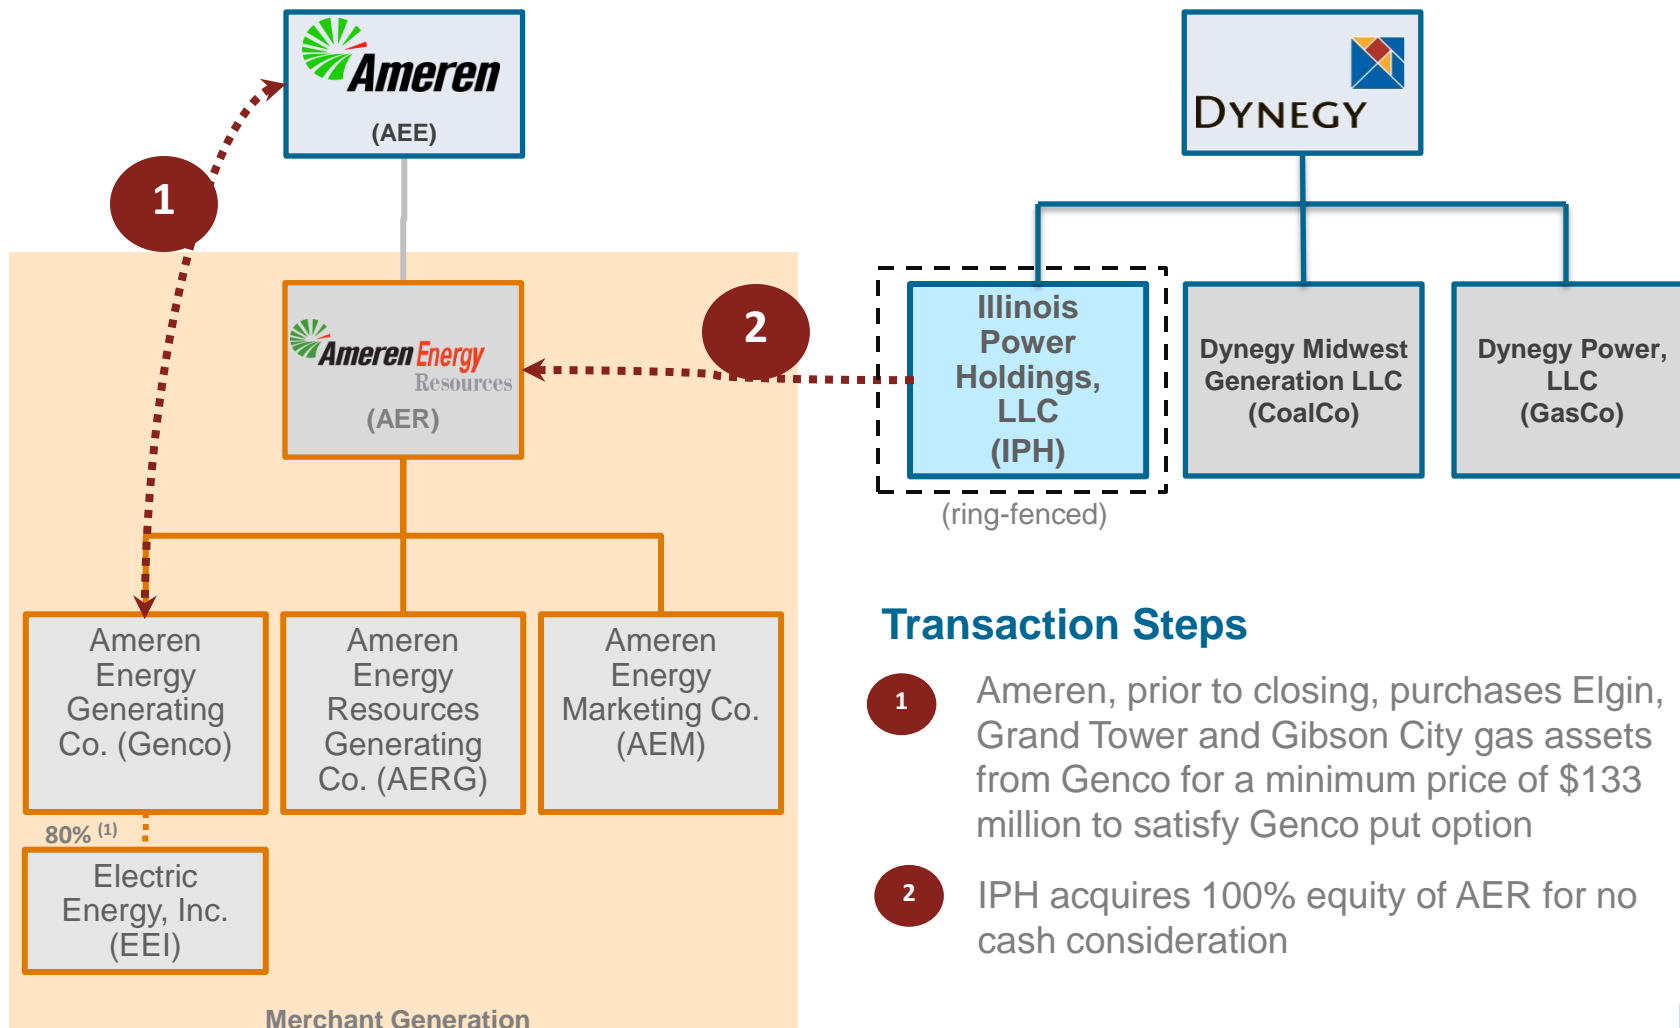 Ameren
(AEE)
DYNEGY
1
2
Ameren Energy
Resources
(AER)
Illinois
Power
Holdings,
LLC
(IPH)
Dynegy Midwest
Generation LLC
(CoalCo)
Dynegy Power,
LLC
(GasCo)
(ring-fenced)
Ameren
Energy
Generating
Co. (Genco)
Ameren
Energy
Resources
Generating
Co. (AERG)
Ameren
Energy
Marketing Co.
(AEM)
80% (1)
Electric
Energy, Inc.
(EEI)
Merchant Generation
Transaction Steps
1
Ameren, prior to closing, purchases Elgin,
Grand Tower and Gibson City gas assets
from Genco for a minimum price of $133
million to satisfy Genco put option
2
IPH acquires 100% equity of AER for no
cash consideration